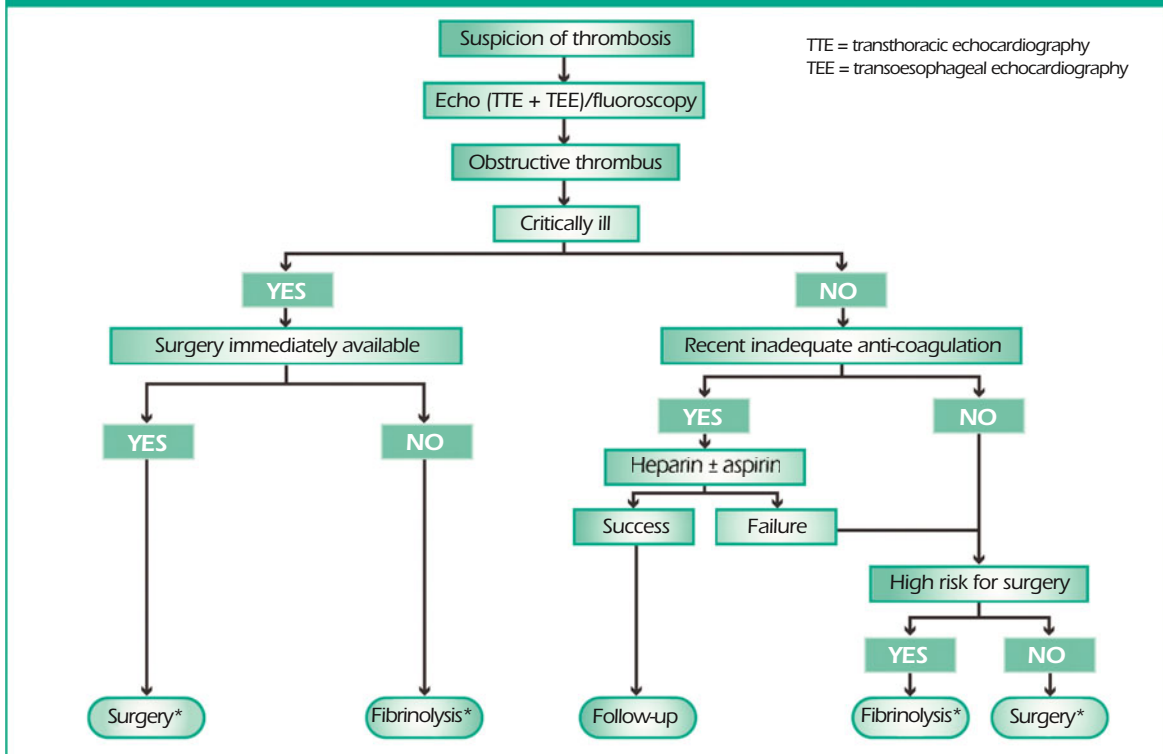 Suspicion of thrombosis
TTE = transthoracic echocardiography
TEE = transoesophageal echocardiography
Echo (TTE + TEE)/fluoroscopy
Obstructive thrombus
Critically ill
YES
NO
Surgery immediately available
Recent inadequate anti-coagulation
YES
NO
YES
NO
Heparin ± aspirin
Success
Failure
High risk for surgery
YES
NO
Surgery*
Fibrinolysis*
Follow-up
Fibrinolysis*
Surgery*